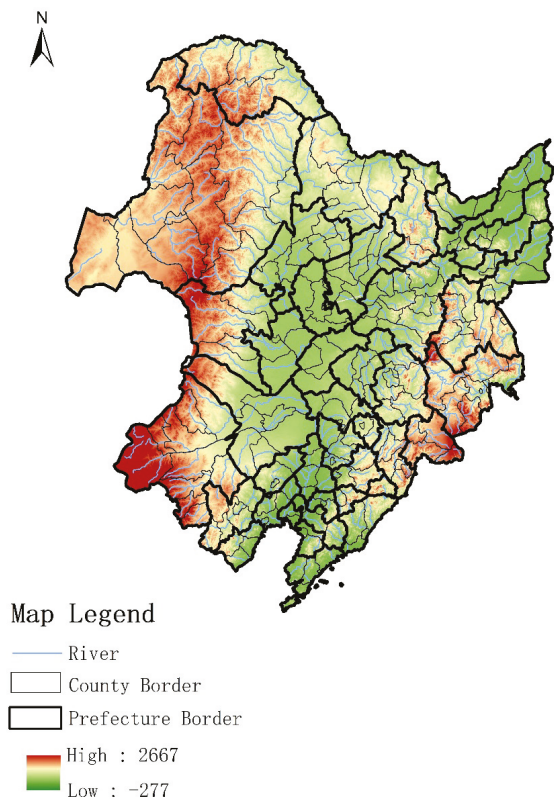 N
Map Legend
River
County Border
Prefecture Border
High : 2667
Low : -277